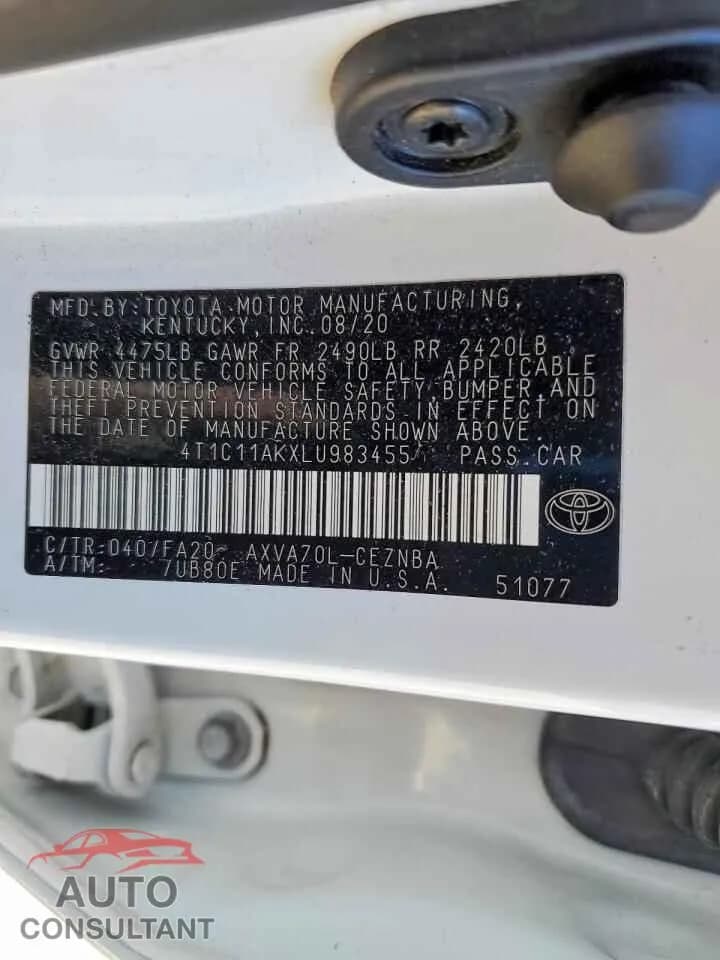 MFD.BY:TOYOTA MOTOR MANUFACTURING,
KENTUCKY, INC. 08/20
GVWR 4475LB GAWR FR 2490LB RR 2420LB
THIS VEHICLE CONFORMS TO ALL APPLICABLE
FEDERAL MOTOR VEHICLE SAFETY, BUMPER, AND
THEFT PREVENTION STANDARDS IN EFFECT ON
THE DATE OF MANUFACTURE SHOWN ABOVE.
4T1C11AKXLU983455 PASS.CAR
C/TR:040/FA20 AXVA70L-CEZNBA
A/TM: /UB80E MADE IN U.S.A. 51077
AUTO
CONSULTANT